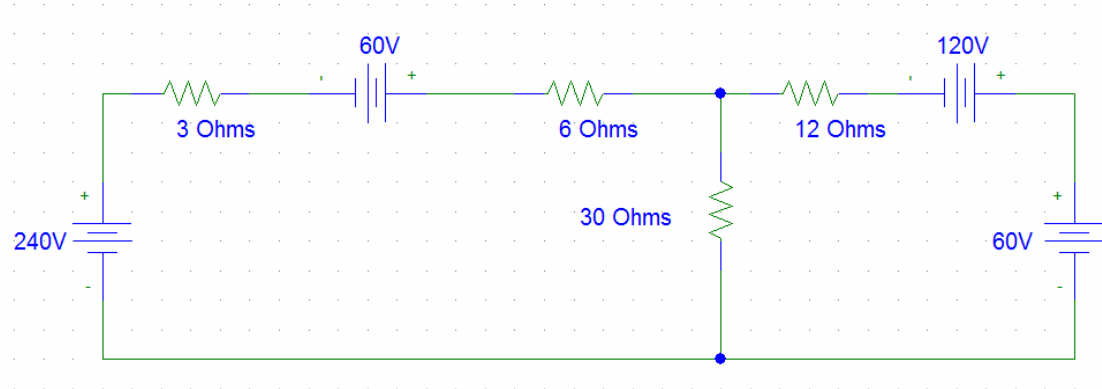 60V
120V
- +
- +
3 Ohms
6 Ohms
12 Ohms
+
+
30 Ohms
240V
60V
-
-